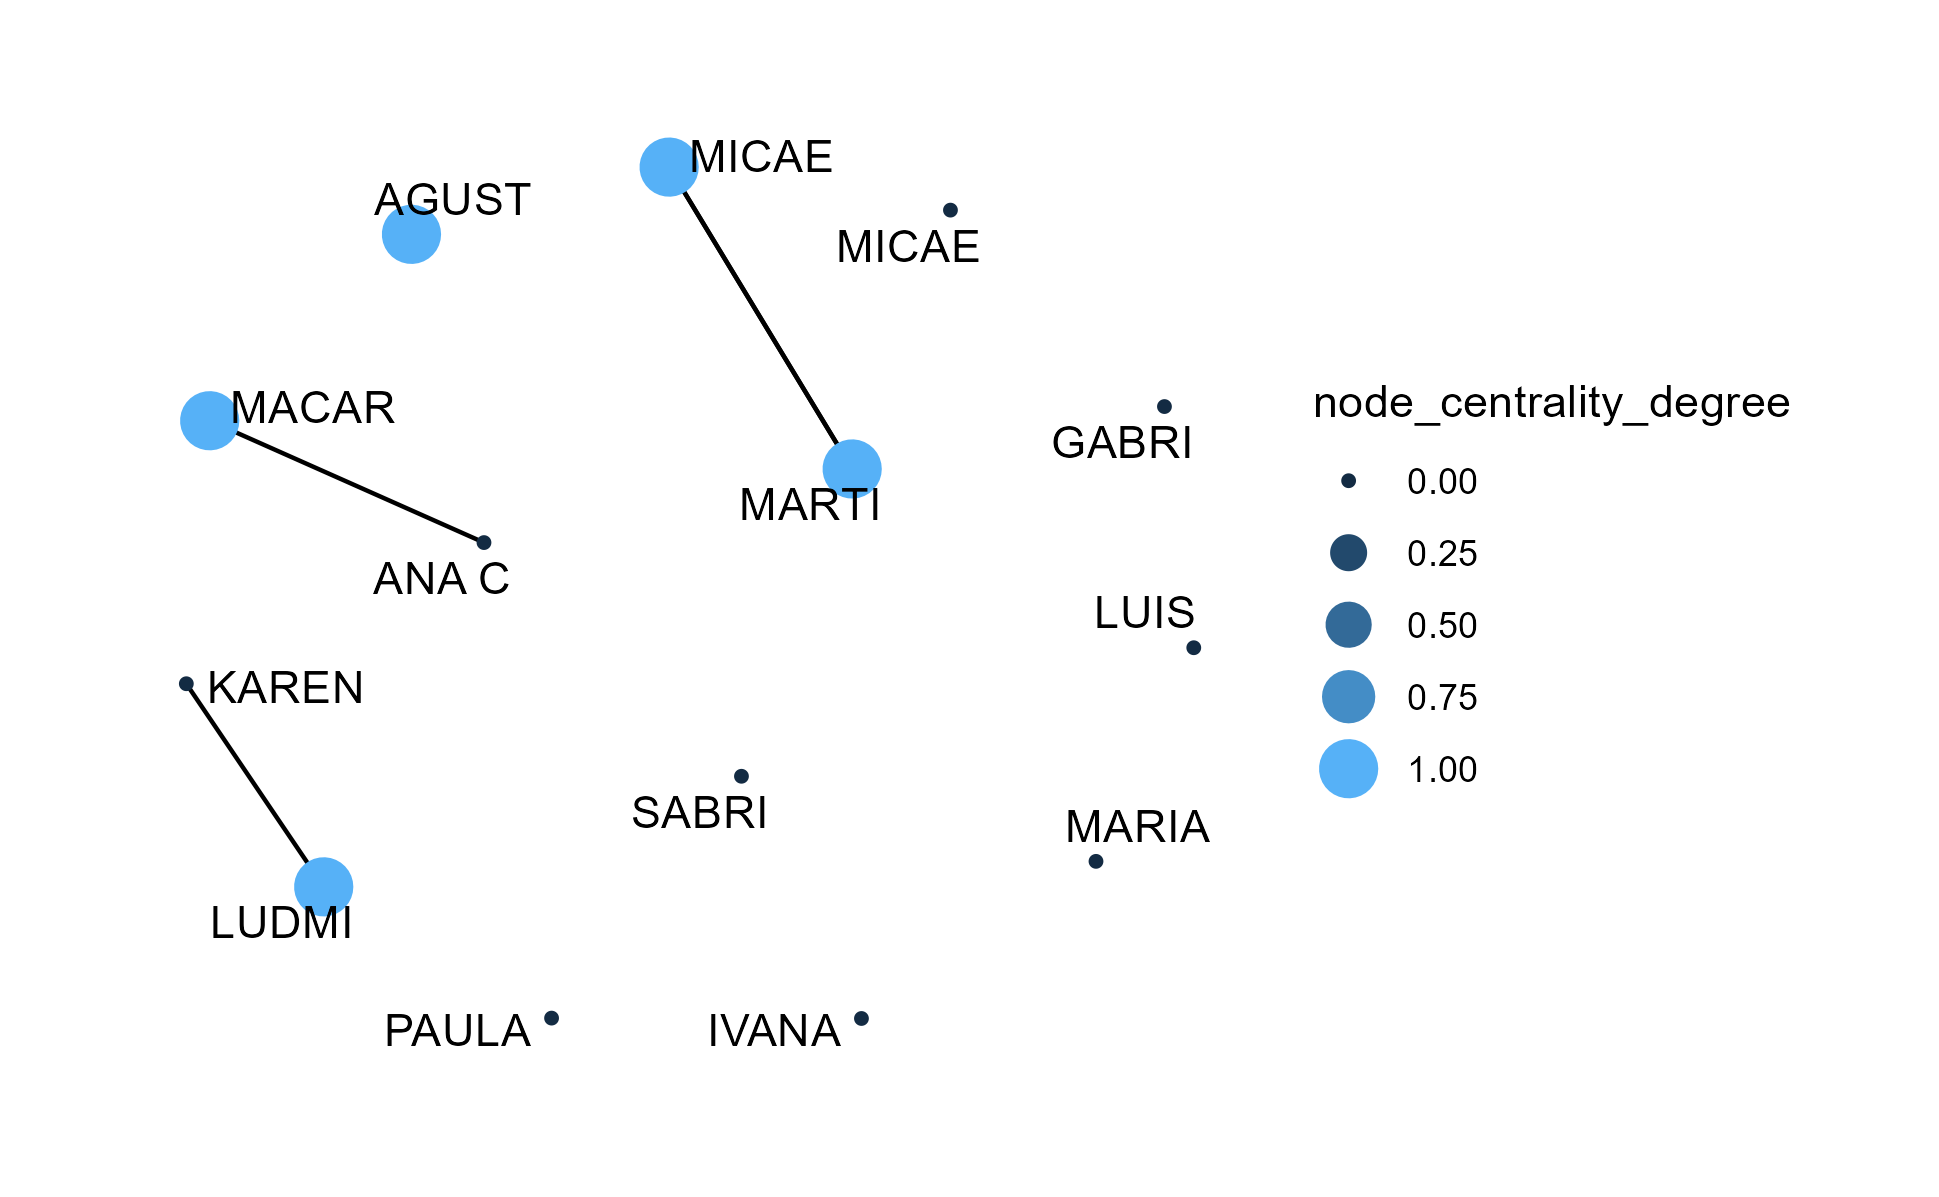 MICAE
AGUST
MICAE
MACAR
GABRI
MARTI
ANA C
LUIS
KAREN
SABRI
MARIA
LUDMI
PAULA
IVANA
node_centrality_degree
0.00
0.25
0.50
0.75
1.00